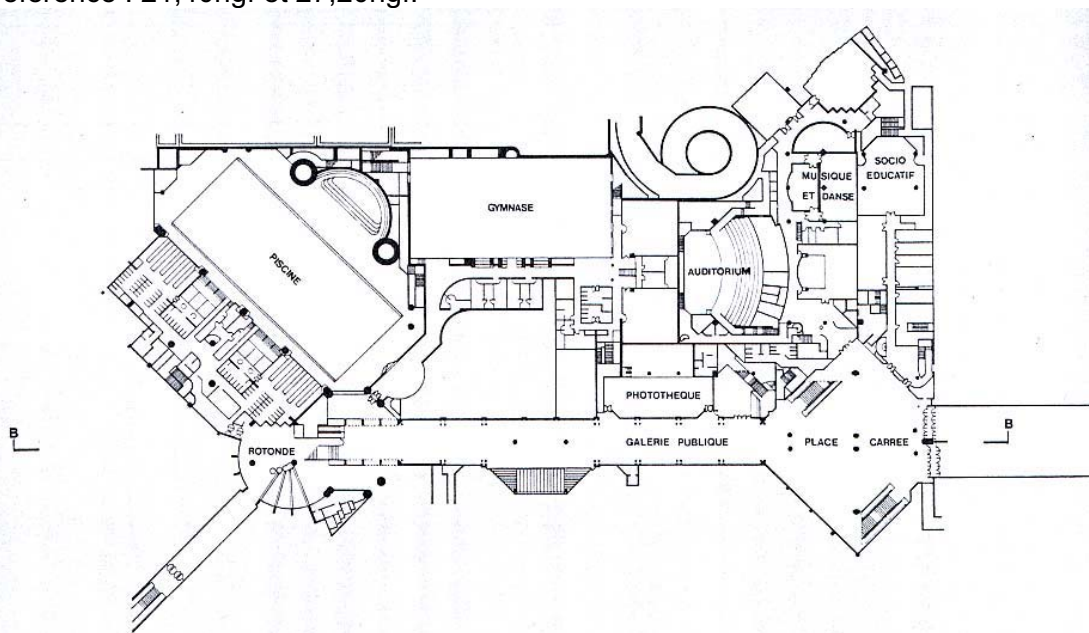 GYMNASE
PISCINE
MUSIQUE
ET DANSE
SOCIO
EDUCATIF
AUDITORIUM
PHOTOTHEQUE
GALERIE PUBLIQUE
PLACE CARREE
ROTONDE
B
B